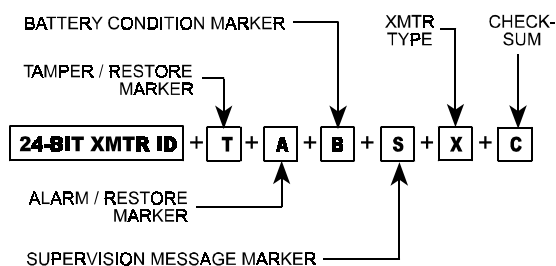 BATTERY CONDITION MARKER
XMTR
TYPE
CHECK-
SUM
TAMPER / RESTORE
MARKER
24-BIT XMTR ID + T + A + B + S + X + C
ALARM / RESTORE
MARKER
SUPERVISION MESSAGE MARKER